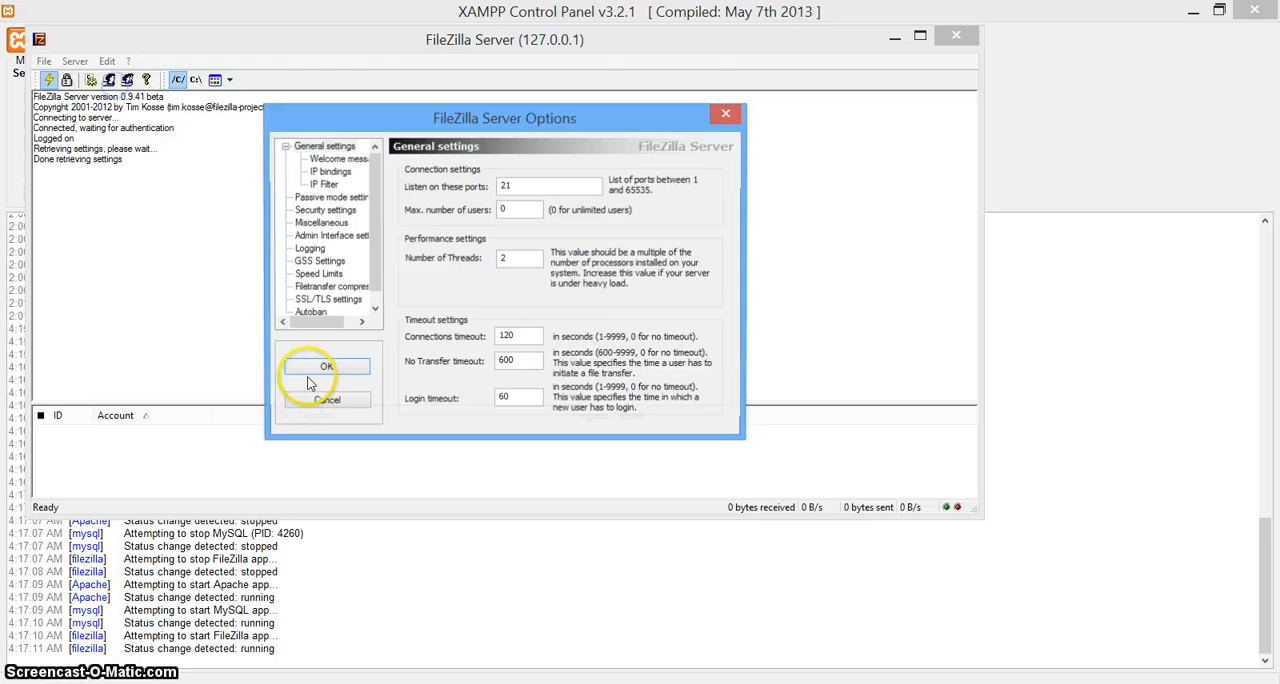 XAMPP Control Panel v3.2.1 [ Compiled: May 7th 2013 ]
FileZilla Server (127.0.0.1)
File Server Edit ?
/C/ C:\
FileZilla Server version 0.9.41 beta
Copyright 2001-2012 by Tim Kosse (tim.kosse@filezilla-projec
Connecting to server...
Connected, waiting for authentication
Logged on
Retrieving settings, please wait...
Done retrieving settings
FileZilla Server Options
General settings
Welcome mess
IP bindings
IP Filter
Passive mode settin
Security settings
Miscellaneous
Admin Interface sett
Logging
GSS Settings
Speed Limits
Filetransfer compres
SSL/TLS settings
Autoban
OK
Cancel
General settings FileZilla Server
Connection settings
Listen on these ports: 21 List of ports between 1
and 65535.
Max. number of users: 0 (0 for unlimited users)
Performance settings
Number of Threads: 2 This value should be a multiple of the
number of processors installed on your
system. Increase this value if your server
is under heavy load.
Timeout settings
Connections timeout: 120 in seconds (1-9999, 0 for no timeout).
No Transfer timeout: 600 in seconds (600-9999, 0 for no timeout).
This value specifies the time a user has to
initiate a file transfer.
Login timeout: 60 in seconds (1-9999, 0 for no timeout).
This value specifies the time in which a
new user has to login.
ID Account
Ready 0 bytes received 0 B/s 0 bytes sent 0 B/s
4:17:07 AM [Apache] Status change detected: stopped
4:17:07 AM [mysql] Attempting to stop MySQL (PID: 4260)
4:17:07 AM [mysql] Status change detected: stopped
4:17:07 AM [filezilla] Attempting to stop FileZilla app...
4:17:08 AM [filezilla] Status change detected: stopped
4:17:09 AM [Apache] Attempting to start Apache app...
4:17:09 AM [Apache] Status change detected: running
4:17:09 AM [mysql] Attempting to start MySQL app...
4:17:10 AM [mysql] Status change detected: running
4:17:10 AM [filezilla] Attempting to start FileZilla app...
4:17:11 AM [filezilla] Status change detected: running
Screencast-O-Matic.com